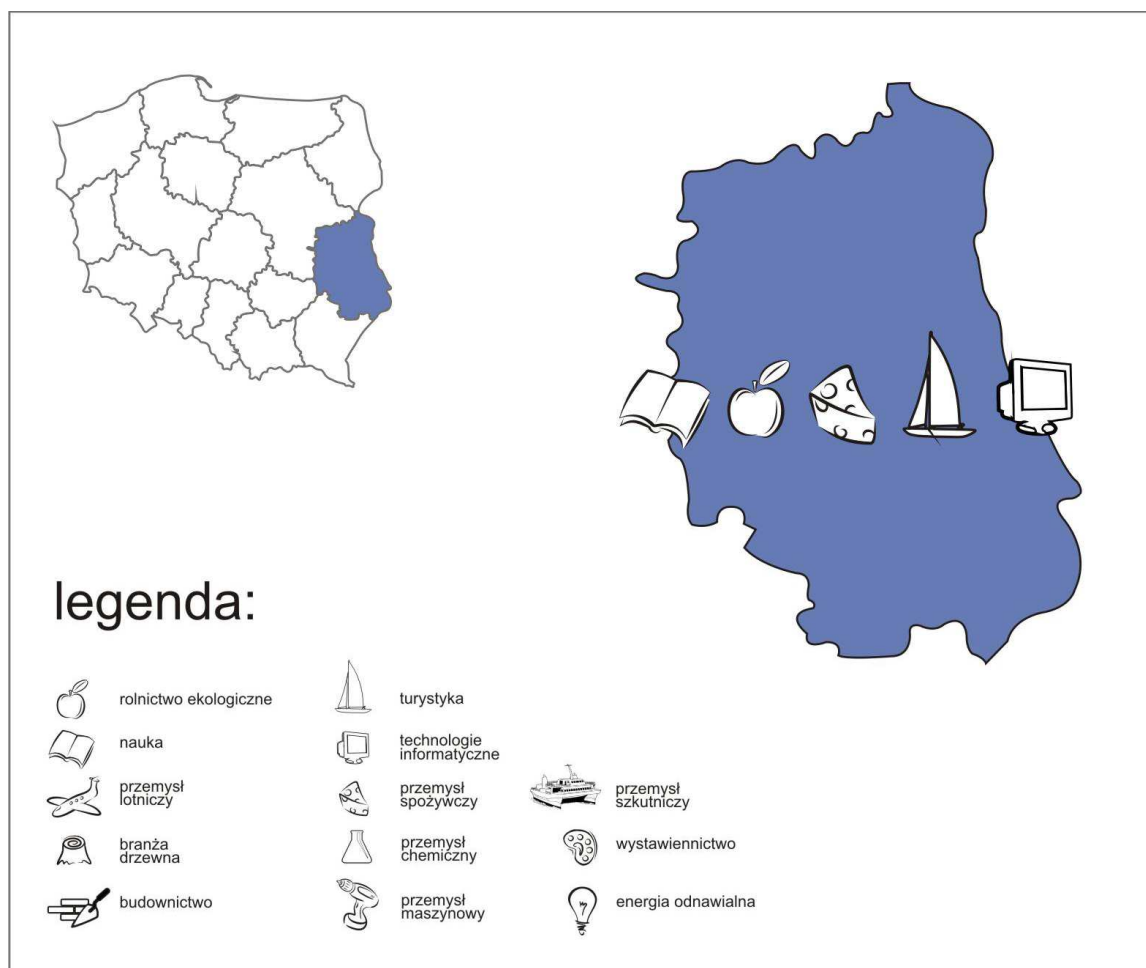 legenda:
rolnictwo ekologiczne
nauka
przemysł
lotniczy
branża
drzewna
budownictwo
turystyka
technologie
informatyczne
przemysł
spożywczy
przemysł
chemiczny
przemysł
maszynowy
przemysł
szkutniczy
wystawiennictwo
energia odnawialna